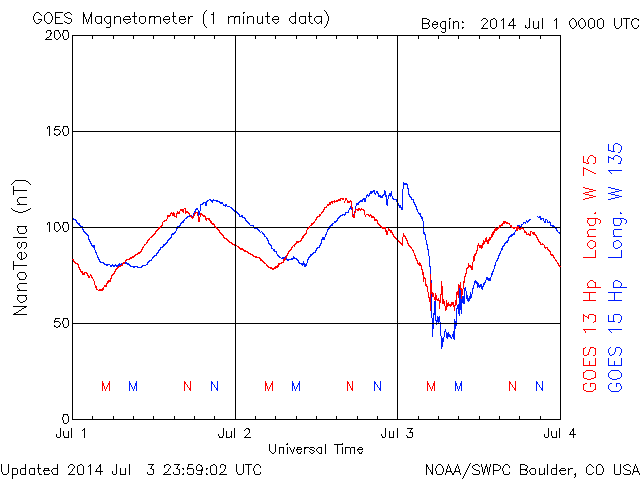 GOES Magnetometer (1 minute data)
Begin: 2014 Jul 1 0000 UTC
200
150
100
50
0
NanoTesla (nT)
M M N N M M N N M M N N
Jul 1 Jul 2 Jul 3 Jul 4
Universal Time
GOES 13 Hp Long. W 75
GOES 15 Hp Long. W 135
Updated 2014 Jul 3 23:59:02 UTC
NOAA/SWPC Boulder, CO USA